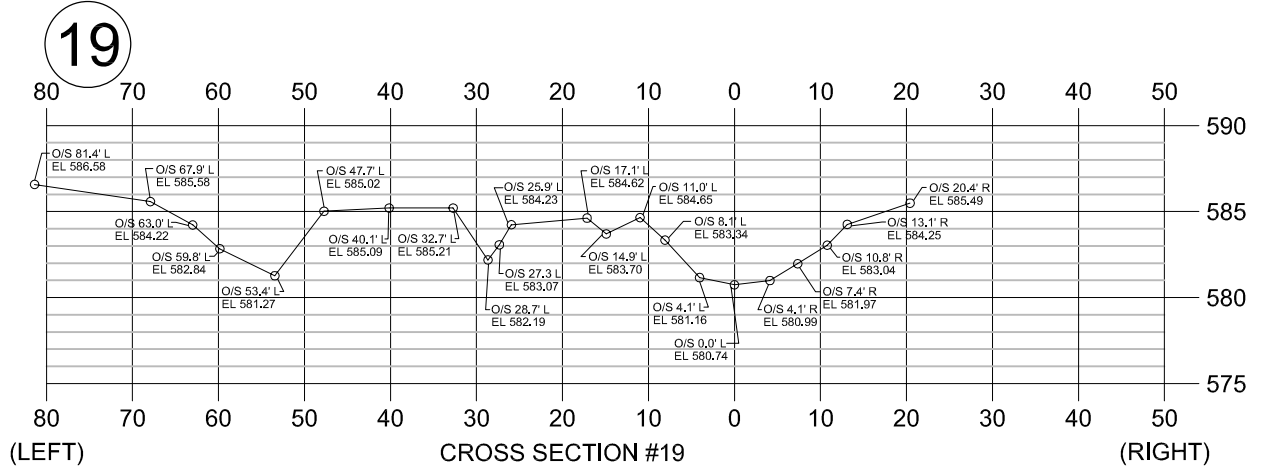 19
80 70 60 50 40 30 20 10 0 10 20 30 40 50
590
585
580
575
O/S 81.4' L
EL 586.58
O/S 67.9' L
EL 585.58
O/S 63.0' L
EL 584.22
O/S 59.8' L
EL 582.84
O/S 53.4' L
EL 581.27
O/S 47.7' L
EL 585.02
O/S 40.1' L
EL 585.09
O/S 32.7' L
EL 585.21
O/S 28.7' L
EL 582.19
O/S 27.3 L
EL 583.07
O/S 25.9' L
EL 584.23
O/S 17.1' L
EL 584.62
O/S 14.9' L
EL 583.70
O/S 11.0' L
EL 584.65
O/S 8.1' L
EL 583.34
O/S 4.1' L
EL 581.16
O/S 0.0' L
EL 580.74
O/S 4.1' R
EL 580.99
O/S 7.4' R
EL 581.97
O/S 10.8' R
EL 583.04
O/S 13.1' R
EL 584.25
O/S 20.4' R
EL 585.49
80 70 60 50 40 30 20 10 0 10 20 30 40 50
(LEFT) CROSS SECTION #19 (RIGHT)